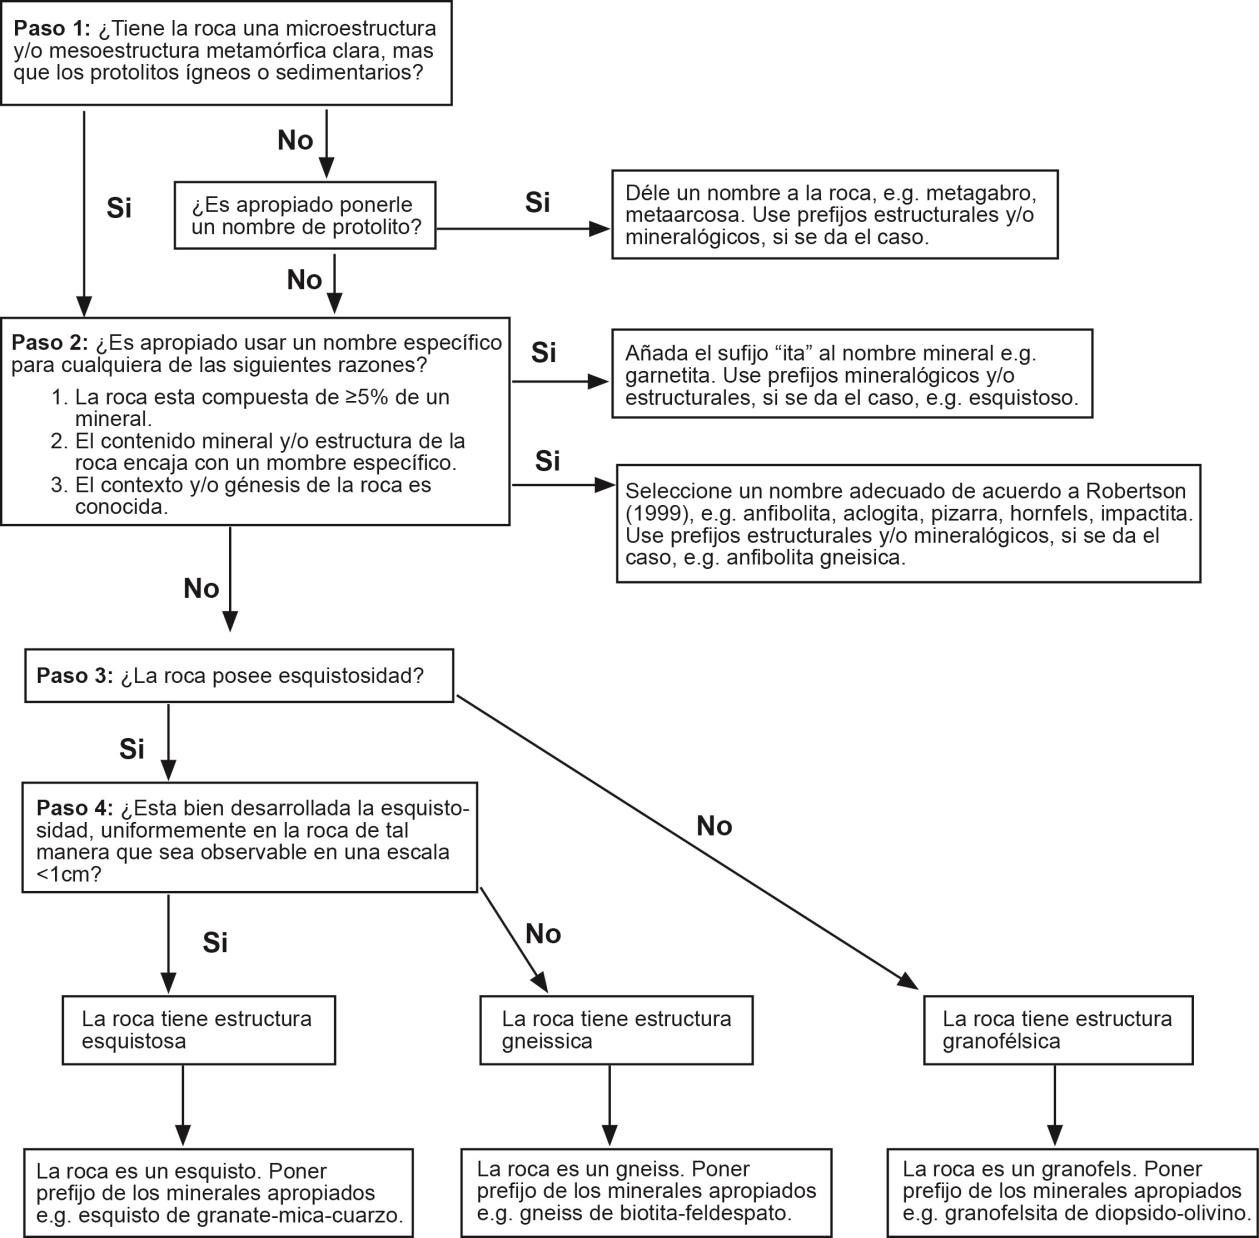 Paso 1: ¿Tiene la roca una microestructura
y/o mesoestructura metamórfica clara, mas
que los protolitos ígneos o sedimentarios?
No
Si
¿Es apropiado ponerle
un nombre de protolito?
Si
Déle un nombre a la roca, e.g. metagabro,
metaarcosa. Use prefijos estructurales y/o
mineralógicos, si se da el caso.
No
Paso 2: ¿Es apropiado usar un nombre específico
para cualquiera de las siguientes razones?
1. La roca esta compuesta de ≥5% de un
mineral.
2. El contenido mineral y/o estructura de la
roca encaja con un mombre específico.
3. El contexto y/o génesis de la roca es
conocida.
Si
Añada el sufijo “ita” al nombre mineral e.g.
garnetita. Use prefijos mineralógicos y/o
estructurales, si se da el caso, e.g. esquistoso.
Si
Seleccione un nombre adecuado de acuerdo a Robertson
(1999), e.g. anfibolita, aclogita, pizarra, hornfels, impactita.
Use prefijos estructurales y/o mineralógicos, si se da el
caso, e.g. anfibolita gneisica.
No
Paso 3: ¿La roca posee esquistosidad?
Si
No
Paso 4: ¿Esta bien desarrollada la esquisto-
sidad, uniformemente en la roca de tal
manera que sea observable en una escala
<1cm?
Si
No
La roca tiene estructura
esquistosa
La roca tiene estructura
gneissica
La roca tiene estructura
granofélsica
La roca es un esquisto. Poner
prefijo de los minerales apropiados
e.g. esquisto de granate-mica-cuarzo.
La roca es un gneiss. Poner
prefijo de los minerales apropiados
e.g. gneiss de biotita-feldespato.
La roca es un granofels. Poner
prefijo de los minerales apropiados
e.g. granofelsita de diopsido-olivino.